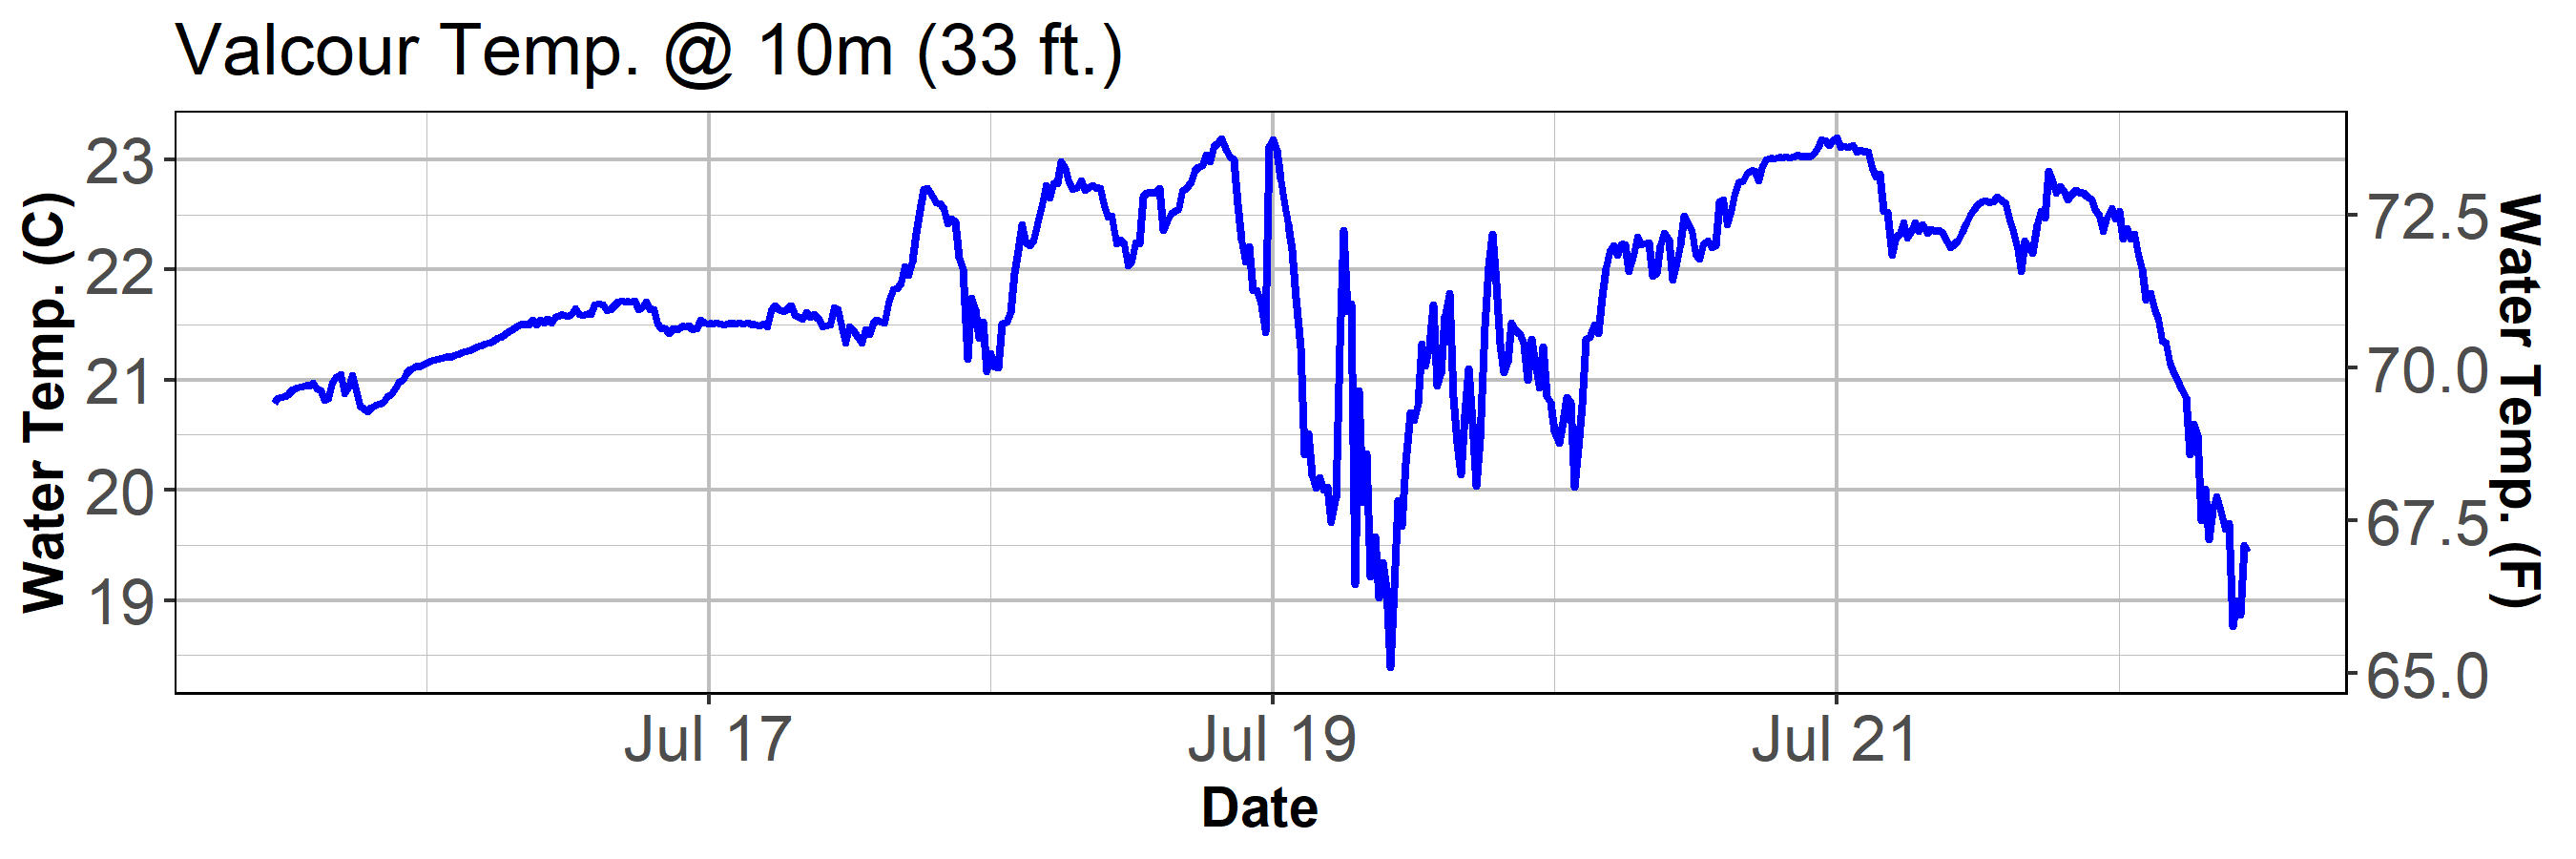 Valcour Temp. @ 10m (33 ft.)
Water Temp. (C)
23
22
21
20
19
72.5
70.0
67.5
65.0
Water Temp. (F)
Jul 17
Jul 19
Jul 21
Date